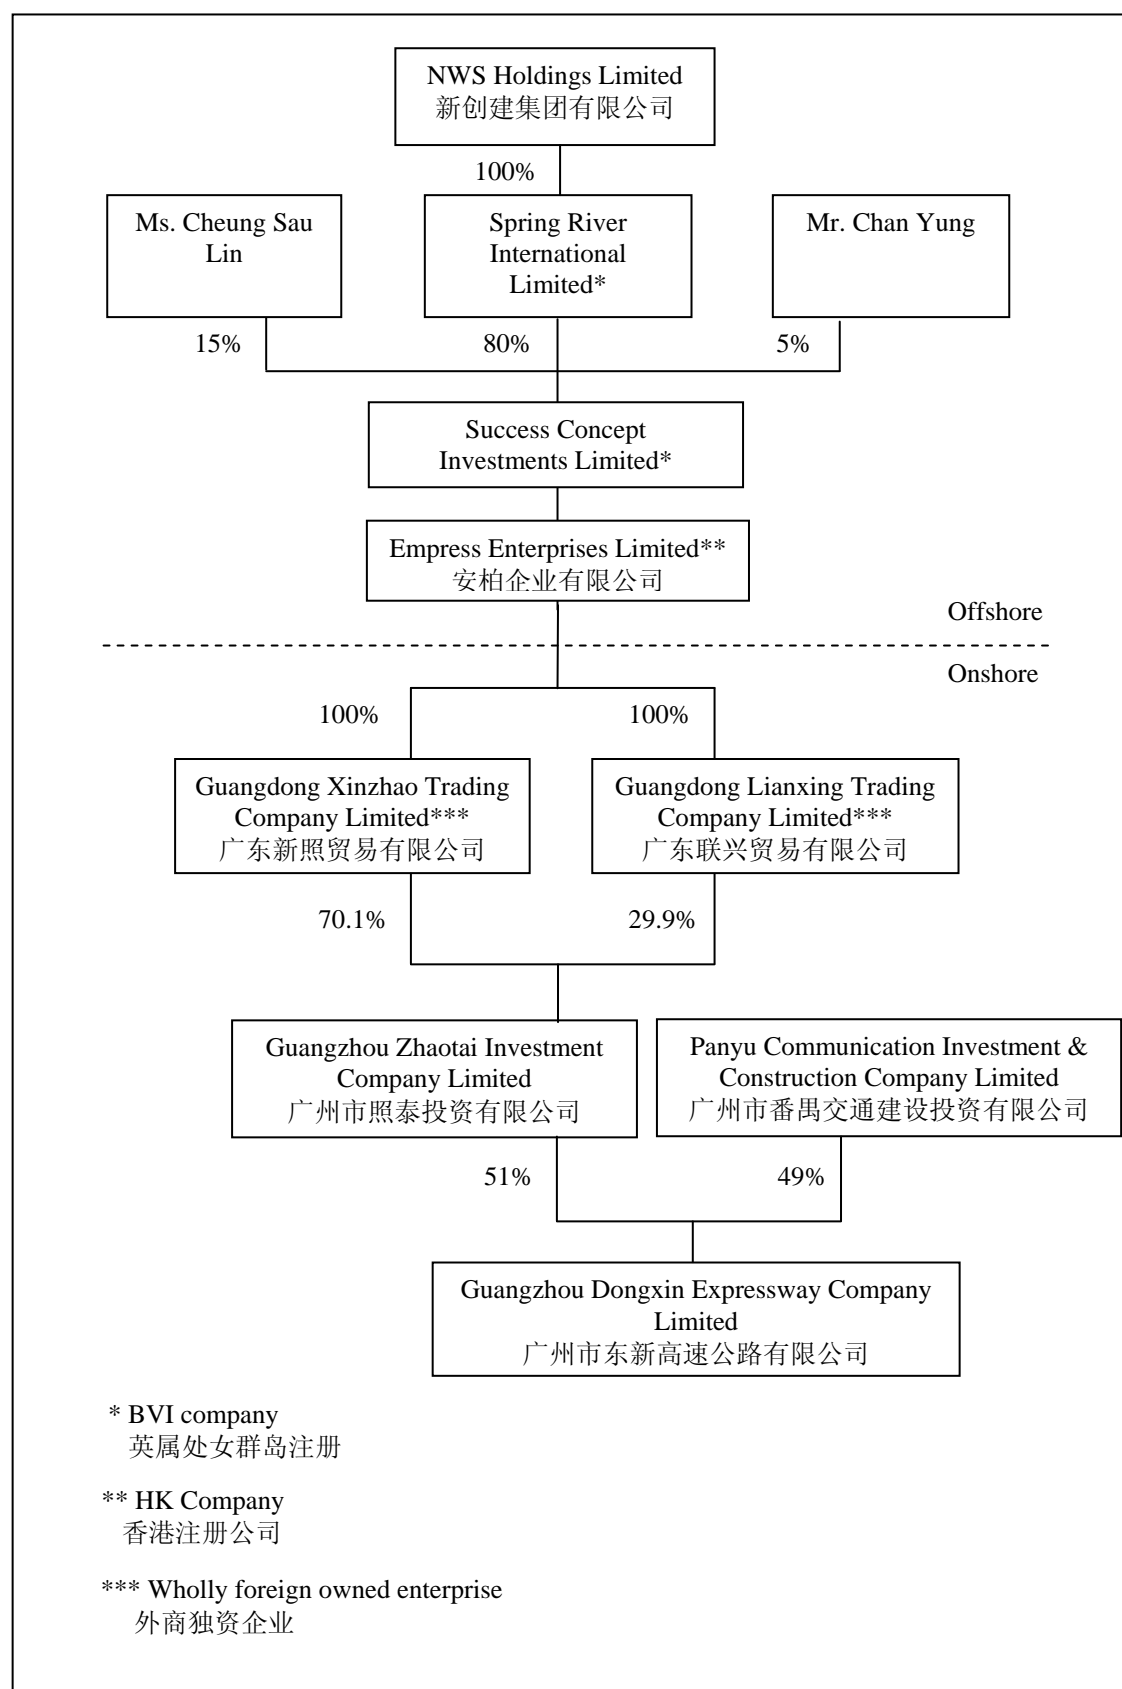 NWS Holdings Limited
新创建集团有限公司
100%
Ms. Cheung Sau
Lin
Spring River
International
Limited*
Mr. Chan Yung
15%
80%
5%
Success Concept
Investments Limited*
Empress Enterprises Limited**
安柏企业有限公司
Offshore
Onshore
100%
100%
Guangdong Xinzhao Trading
Company Limited***
广东新照贸易有限公司
Guangdong Lianxing Trading
Company Limited***
广东联兴贸易有限公司
70.1%
29.9%
Guangzhou Zhaotai Investment
Company Limited
广州市照泰投资有限公司
Panyu Communication Investment &
Construction Company Limited
广州市番禺交通建设投资有限公司
51%
49%
Guangzhou Dongxin Expressway Company
Limited
广州市东新高速公路有限公司
* BVI company
英属处女群岛注册
** HK Company
香港注册公司
*** Wholly foreign owned enterprise
外商独资企业